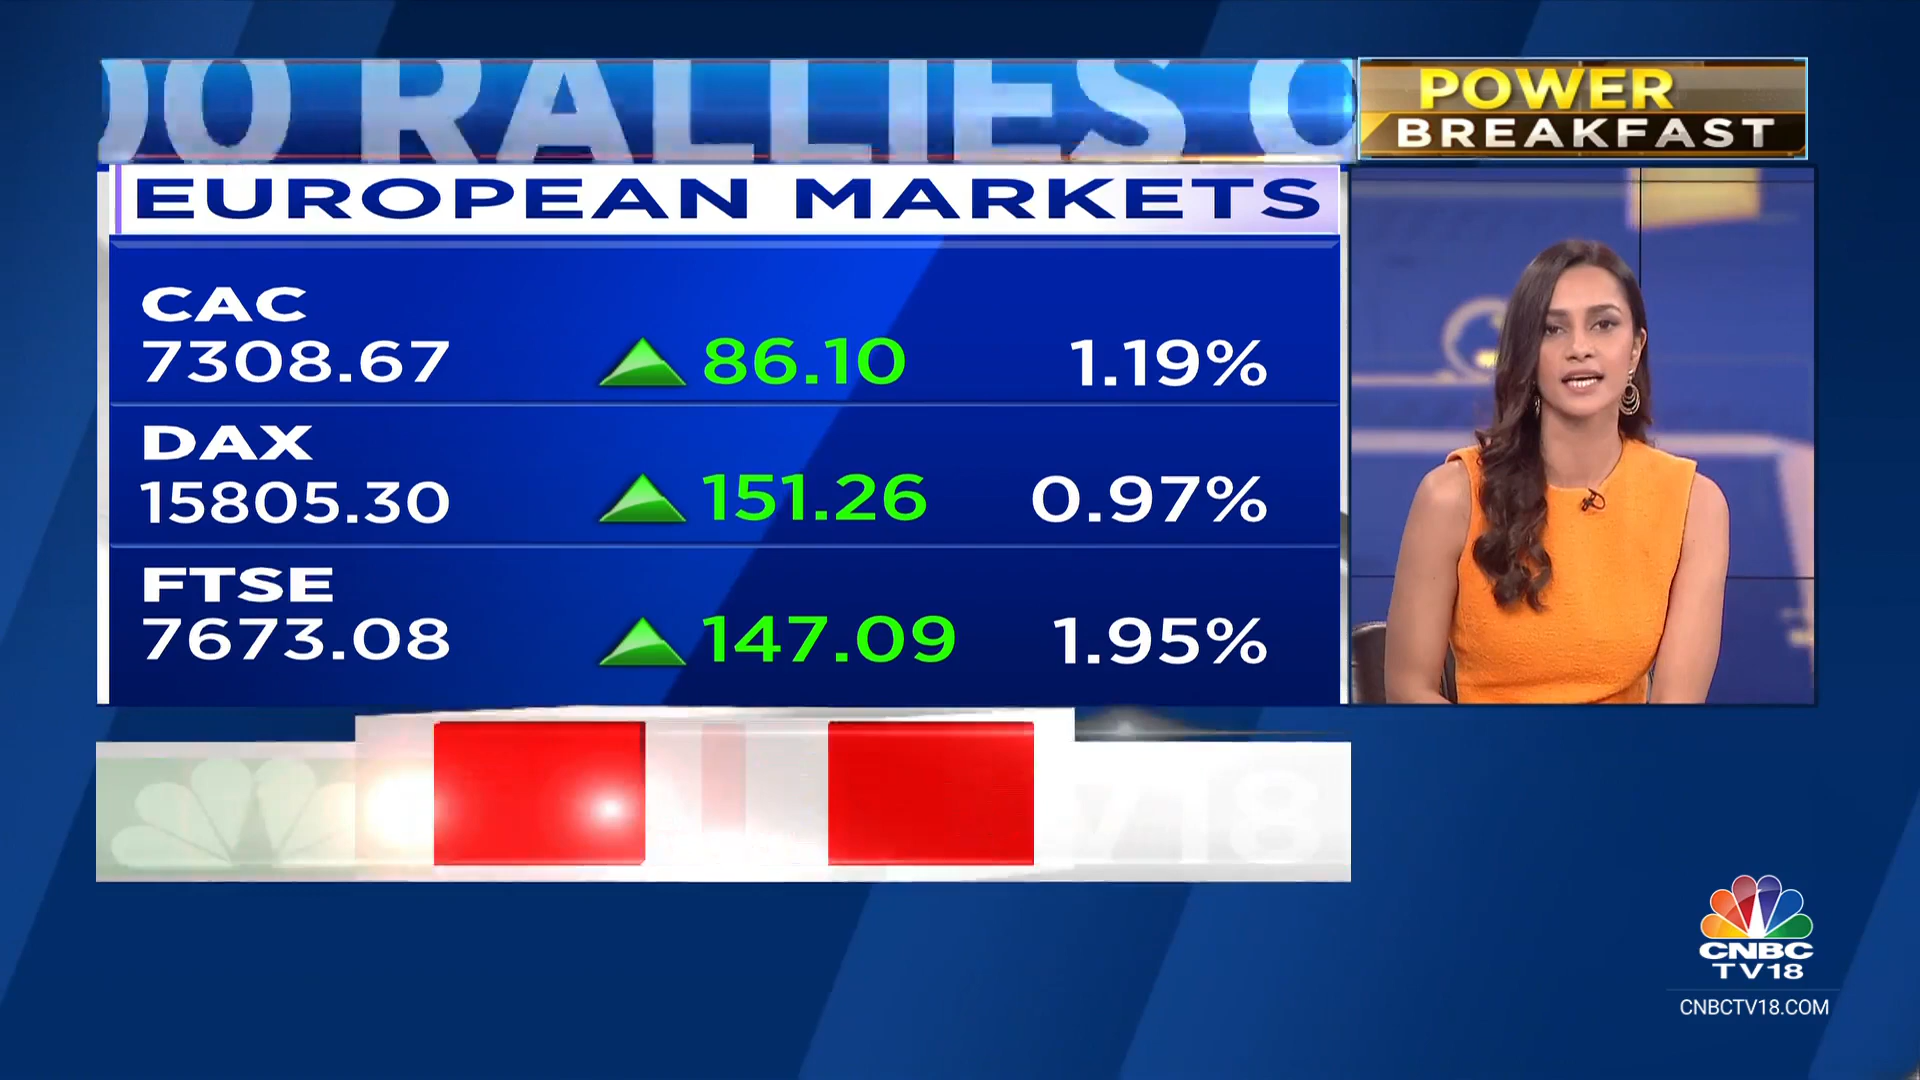 RALLIES
POWER
BREAKFAST
EUROPEAN MARKETS
CAC
7308.67 86.10 1.19%
DAX
15805.30 151.26 0.97%
FTSE
7673.08 147.09 1.95%
V18
CNBC
TV18
CNBCTV18.COM